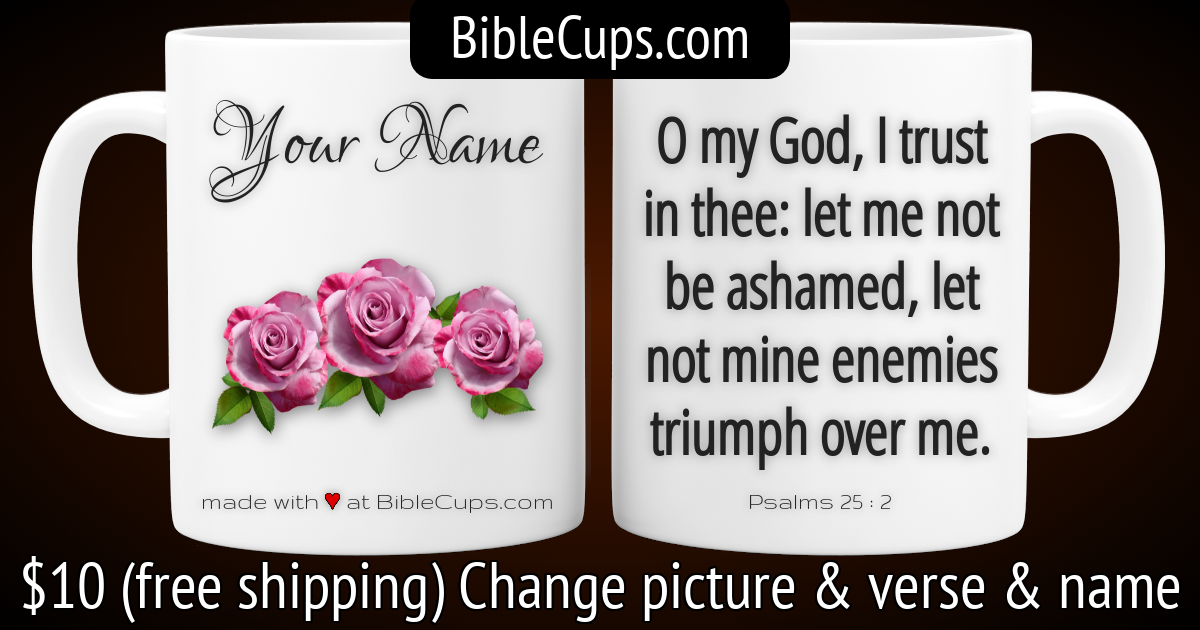 BibleCups.com
Your Name
made with ♥ at BibleCups.com
O my God, I trust
in thee: let me not
be ashamed, let
not mine enemies
triumph over me.
Psalms 25 : 2
$10 (free shipping) Change picture & verse & name